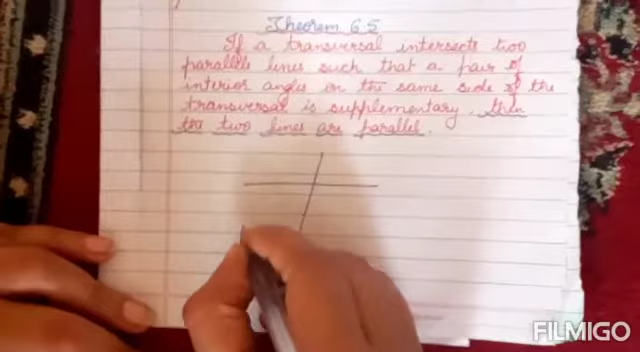 Theorem 6.5
If a transversal intersects two
parallel lines such that a pair of
interior angles on the same side of the
transversal is supplementary, then
the two lines are parallel.
FILMIGO